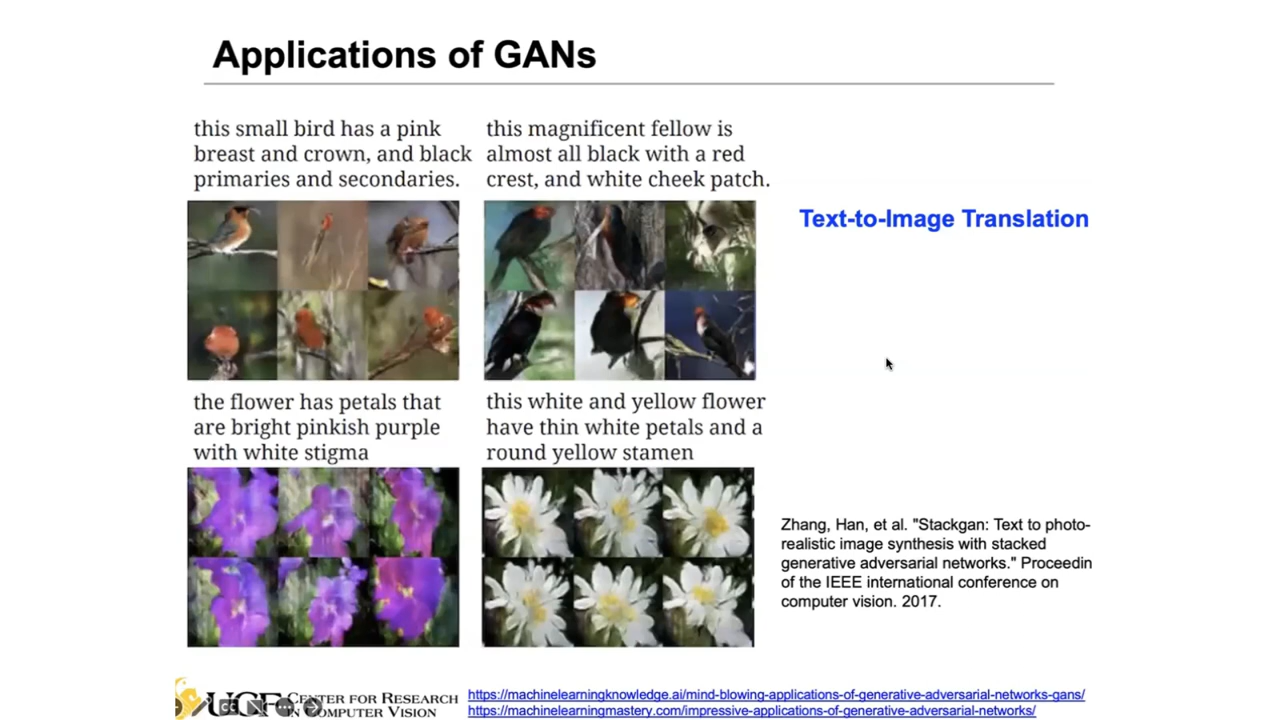 Applications of GANs
this small bird has a pink
breast and crown, and black
primaries and secondaries.
this magnificent fellow is
almost all black with a red
crest, and white cheek patch.
Text-to-Image Translation
the flower has petals that
are bright pinkish purple
with white stigma
this white and yellow flower
have thin white petals and a
round yellow stamen
Zhang, Han, et al. "Stackgan: Text to photo-
realistic image synthesis with stacked
generative adversarial networks." Proceedin
of the IEEE international conference on
computer vision. 2017.
UCF CENTER FOR RESEARCH
IN COMPUTER VISION
https://machinelearningknowledge.ai/mind-blowing-applications-of-generative-adversarial-networks-gans/
https://machinelearningmastery.com/impressive-applications-of-generative-adversarial-networks/